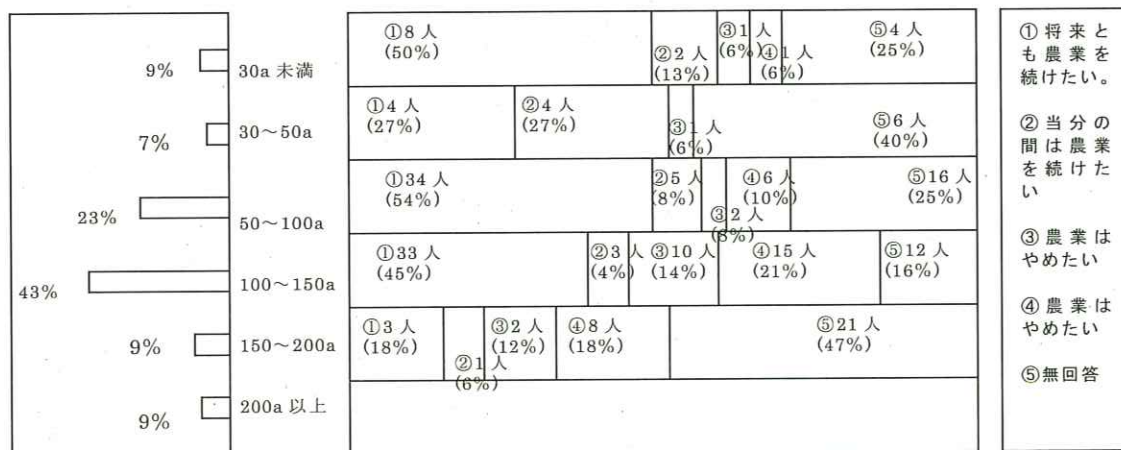 ①8 人
(50%)
②2 人
(13%)
③1 人
(6%)
④1 人
(6%)
⑤4 人
(25%)
9%
30a 未満
①4 人
(27%)
②4 人
(27%)
③1 人
(6%)
⑤6 人
(40%)
7%
30～50a
①34 人
(54%)
②5 人
(8%)
③2 人
(3%)
④6 人
(10%)
⑤16 人
(25%)
23%
50～100a
①33 人
(45%)
②3 人
(4%)
③10 人
(14%)
④15 人
(21%)
⑤12 人
(16%)
43%
100～150a
①3 人
(18%)
②1 人
(6%)
③2 人
(12%)
④8 人
(18%)
⑤21 人
(47%)
9%
150～200a
9%
200a 以上
①将来と
も農業を
続けたい。
②当分の
間は農業
を続けた
い
③農業は
やめたい
④農業は
やめたい
⑤無回答